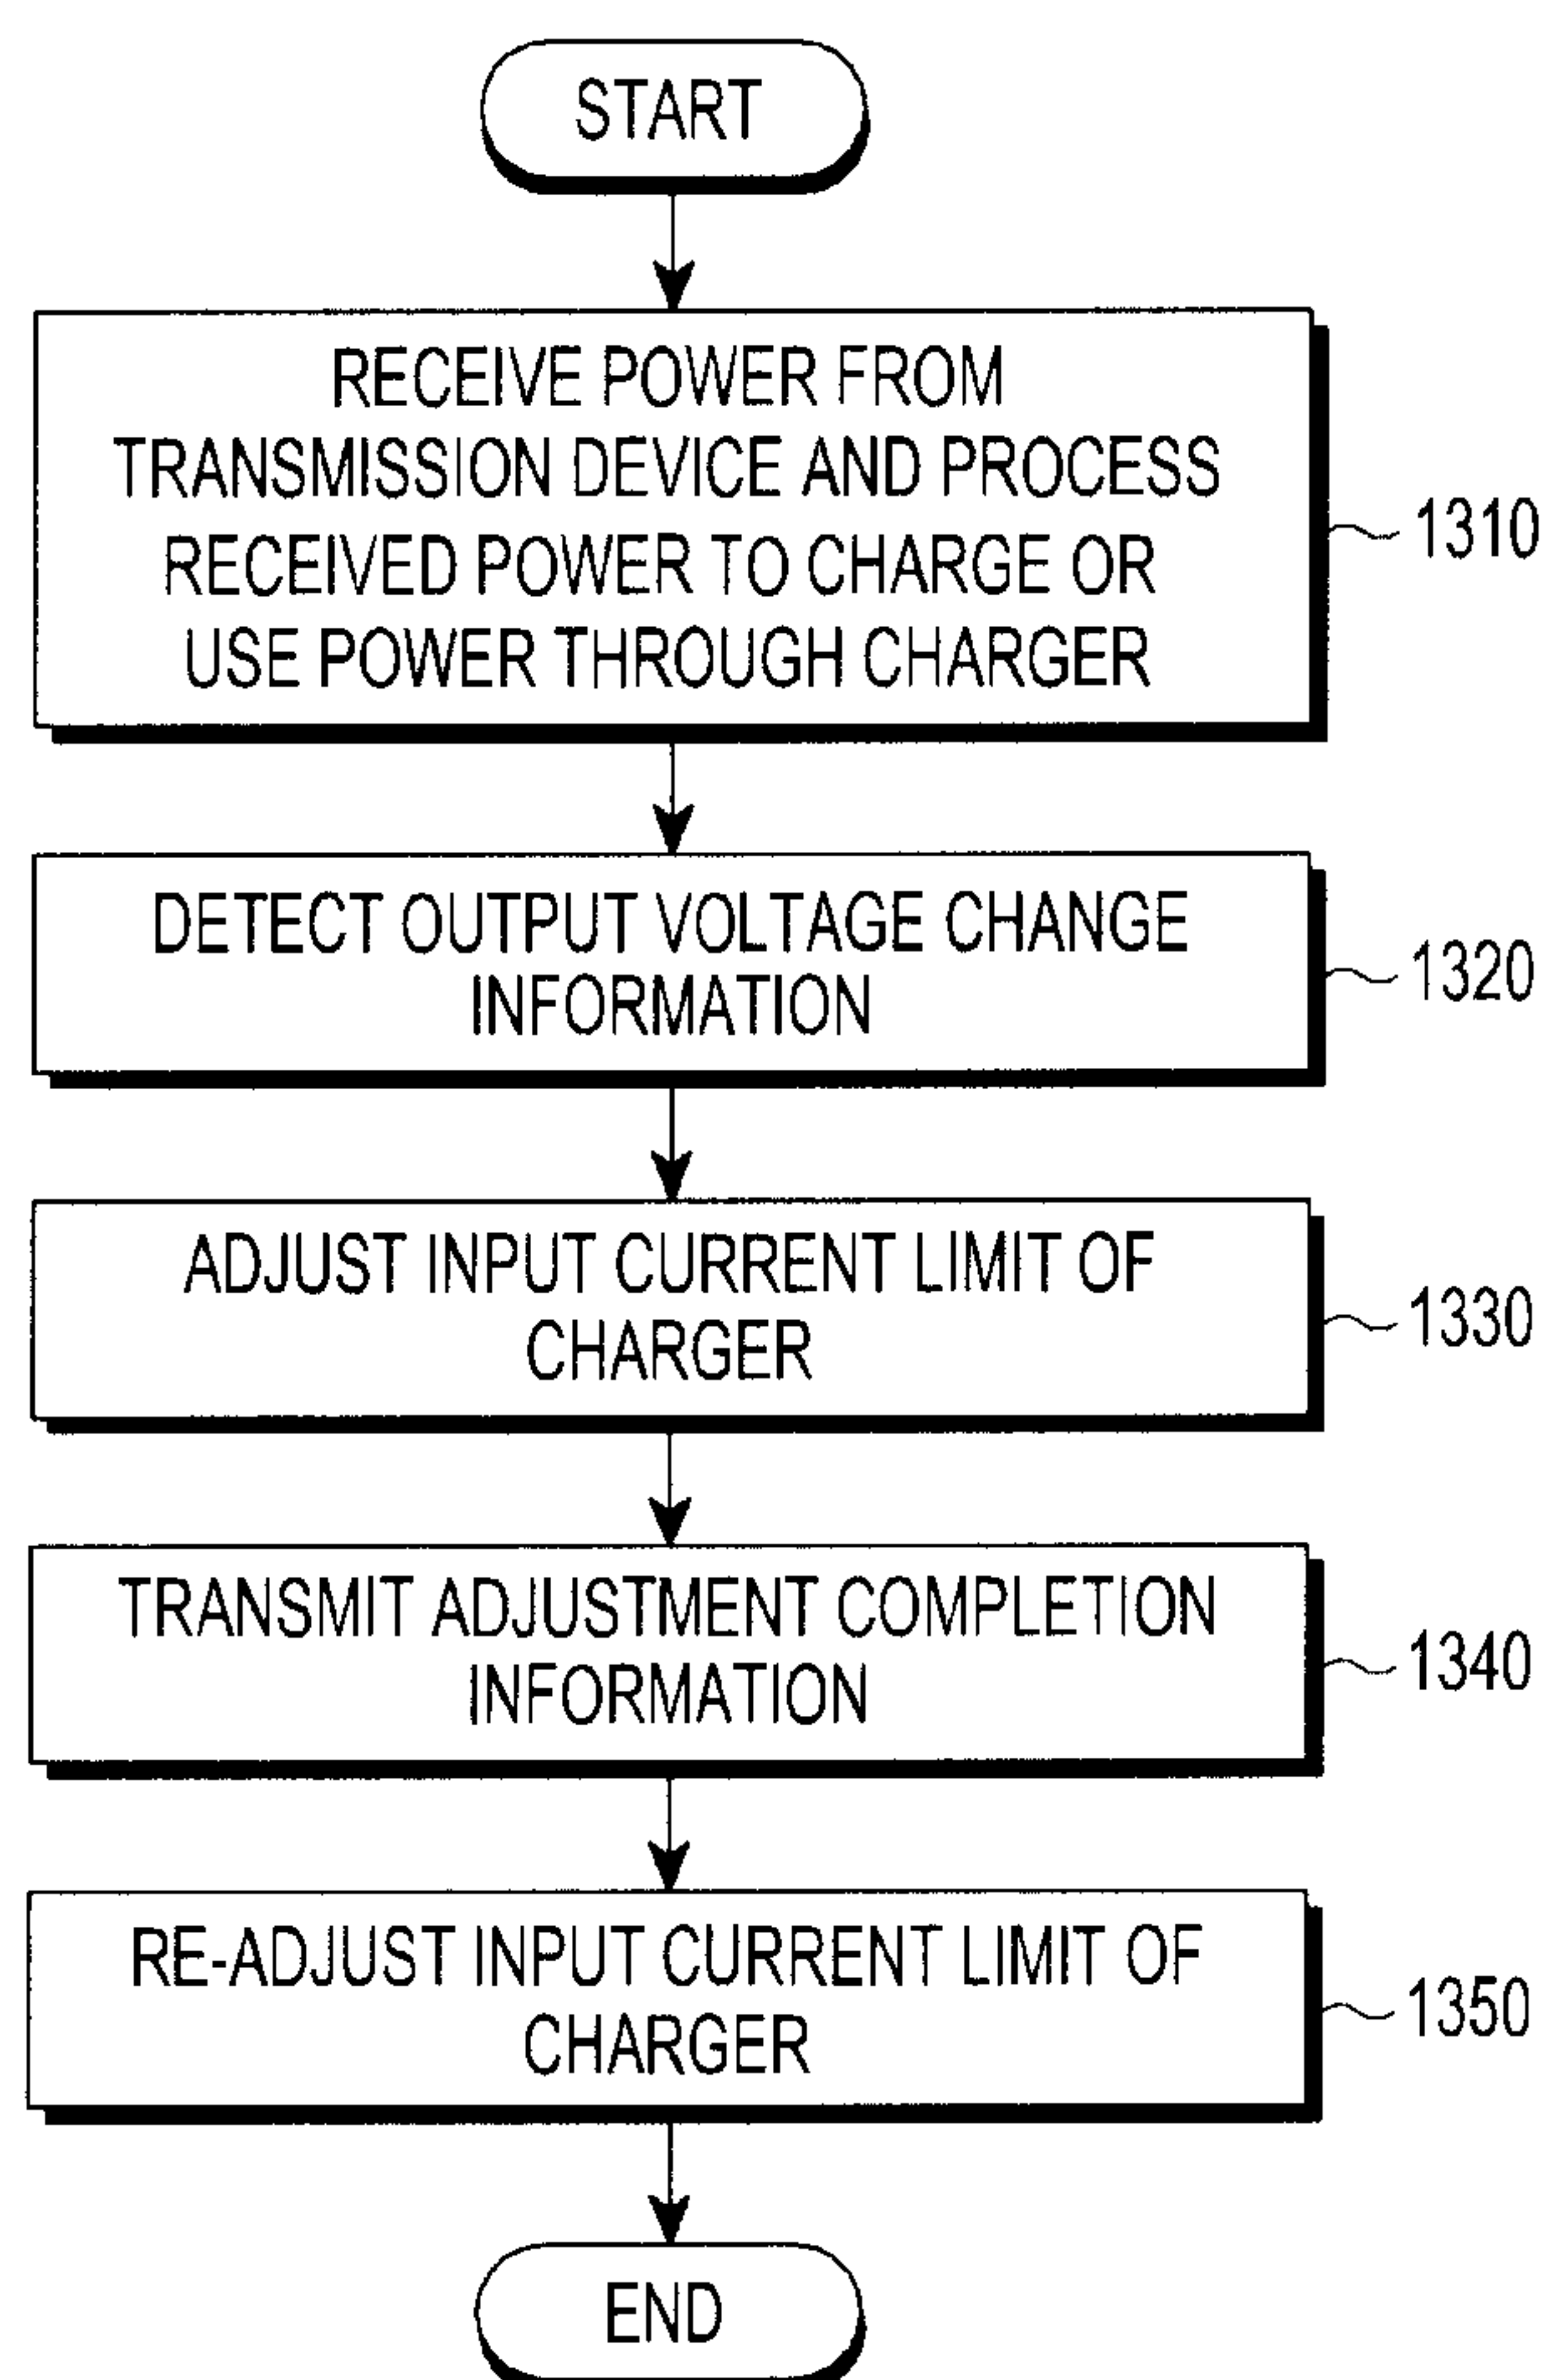 START
RECEIVE POWER FROM
TRANSMISSION DEVICE AND PROCESS
RECEIVED POWER TO CHARGE OR
USE POWER THROUGH CHARGER
1310
DETECT OUTPUT VOLTAGE CHANGE
INFORMATION
1320
ADJUST INPUT CURRENT LIMIT OF
CHARGER
1330
TRANSMIT ADJUSTMENT COMPLETION
INFORMATION
1340
RE-ADJUST INPUT CURRENT LIMIT OF
CHARGER
1350
END